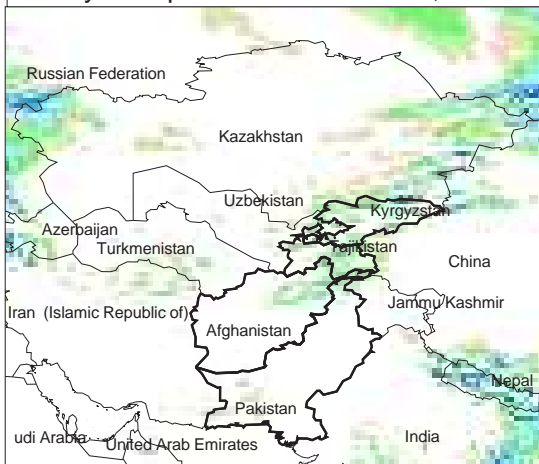 Russian Federation
Kazakhstan
Uzbekistan
Kyrgyzstan
Azerbaijan
Turkmenistan
Tajikistan
China
Iran (Islamic Republic of)
Jammu/Kashmir
Afghanistan
Nepal
Pakistan
udi Arabia
United Arab Emirates
India